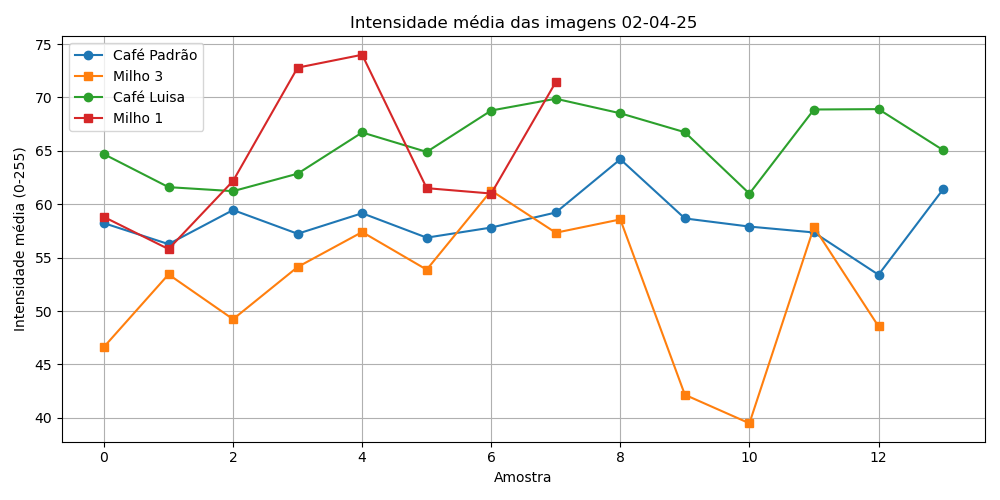 Intensidade média das imagens 02-04-25
Café Padrão
Milho 3
Café Luisa
Milho 1
Intensidade média (0-255)
75
70
65
60
55
50
45
40
0 2 4 6 8 10 12
Amostra